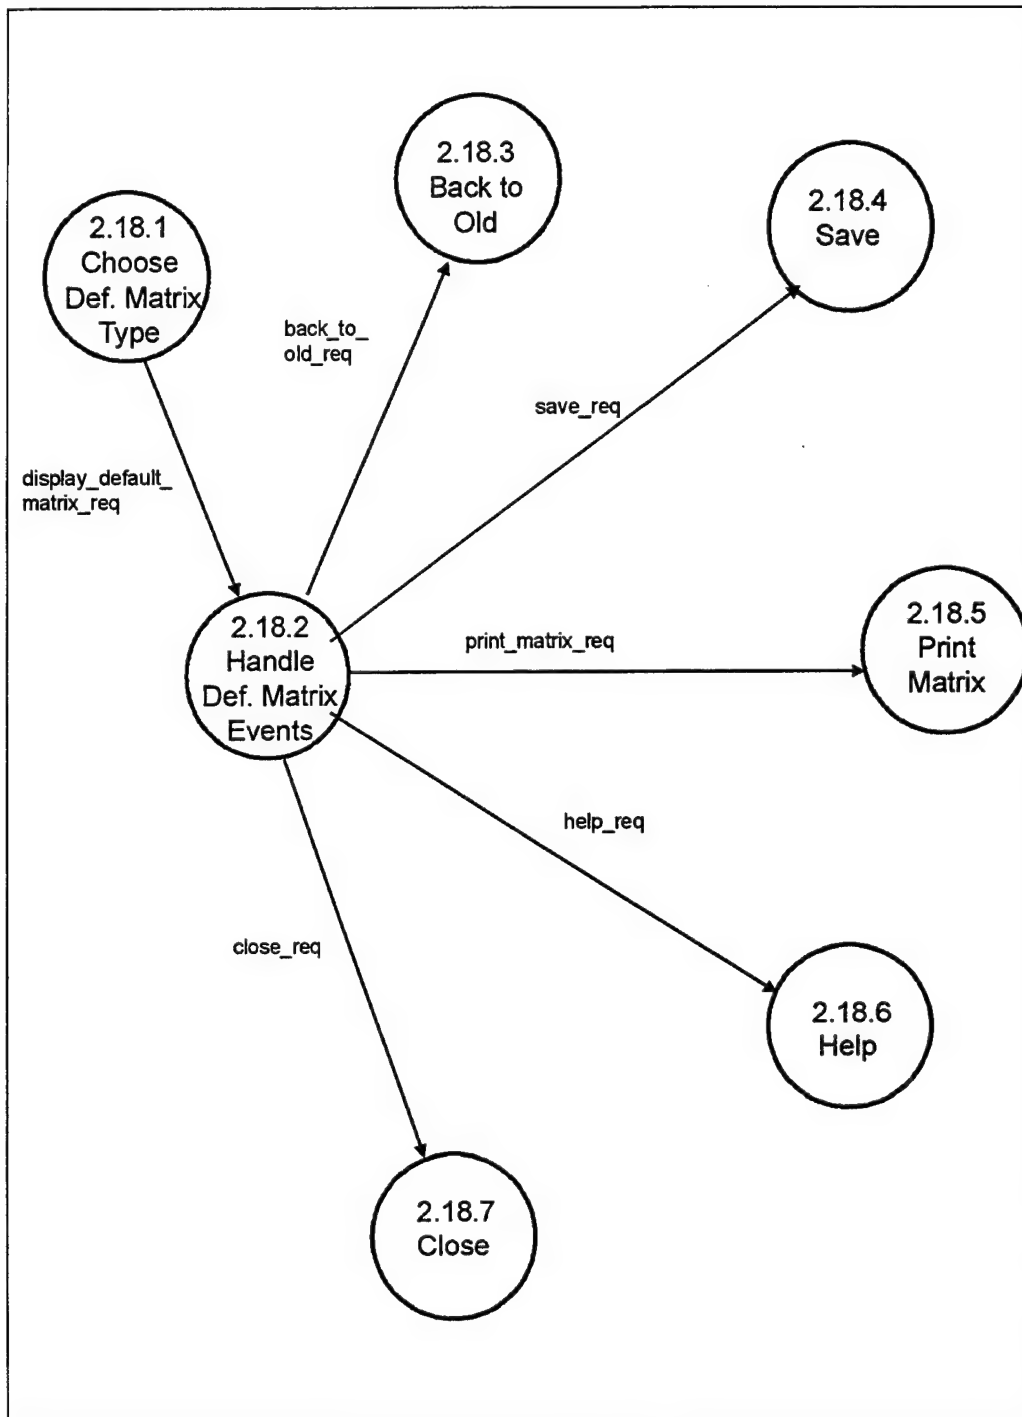 2.18.3
Back to
Old
2.18.4
Save
2.18.1
Choose
Def. Matrix
Type
back_to_
old_req
save_req
display_default_
matrix_req
2.18.2
Handle
Def. Matrix
Events
print_matrix_req
2.18.5
Print
Matrix
help_req
close_req
2.18.6
Help
2.18.7
Close